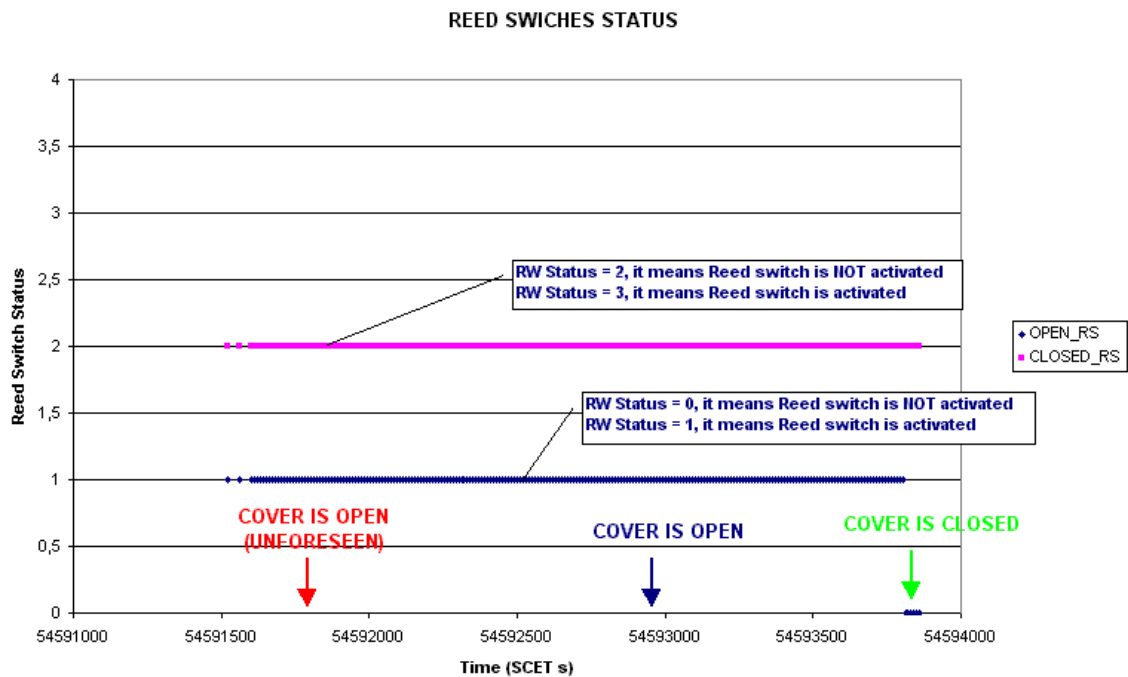 REED SWICHES STATUS
4
3,5
3
2,5
2
1,5
1
0,5
0
Reed Switch Status
RW Status = 2, it means Reed switch is NOT activated
RW Status = 3, it means Reed switch is activated
RW Status = 0, it means Reed switch is NOT activated
RW Status = 1, it means Reed switch is activated
OPEN_RS
CLOSED_RS
COVER IS OPEN
(UNFORESEEN)
COVER IS OPEN
COVER IS CLOSED
54591000 54591500 54592000 54592500 54593000 54593500 54594000
Time (SCET s)